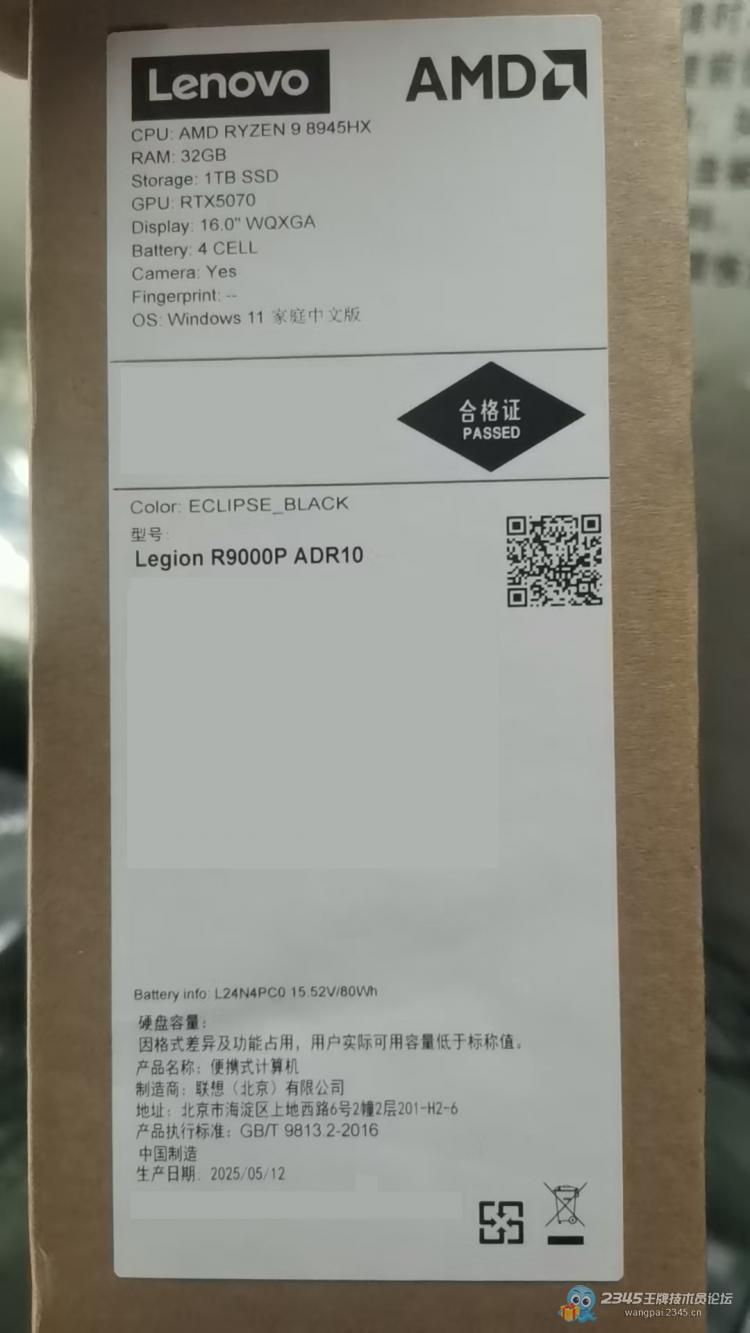 Lenovo
AMD
CPU: AMD RYZEN 9 8945HX
RAM: 32GB
Storage: 1TB SSD
GPU: RTX5070
Display: 16.0" WQXGA
Battery: 4 CELL
Camera: Yes
Fingerprint: --
OS: Windows 11 家庭中文版
合格证
PASSED
Color: ECLIPSE_BLACK
型号:
Legion R9000P ADR10
Battery info: L24N4PC0 15.52V/80Wh
硬盘容量：
因格式差异及功能占用，用户实际可用容量低于标称值。
产品名称：便携式计算机
制造商：联想（北京）有限公司
地址：北京市海淀区上地西路6号2幢2层201-H2-6
产品执行标准：GB/T 9813.2-2016
中国制造
生产日期: 2025/05/12
2345王牌技术员论坛
wangpai.2345.cn